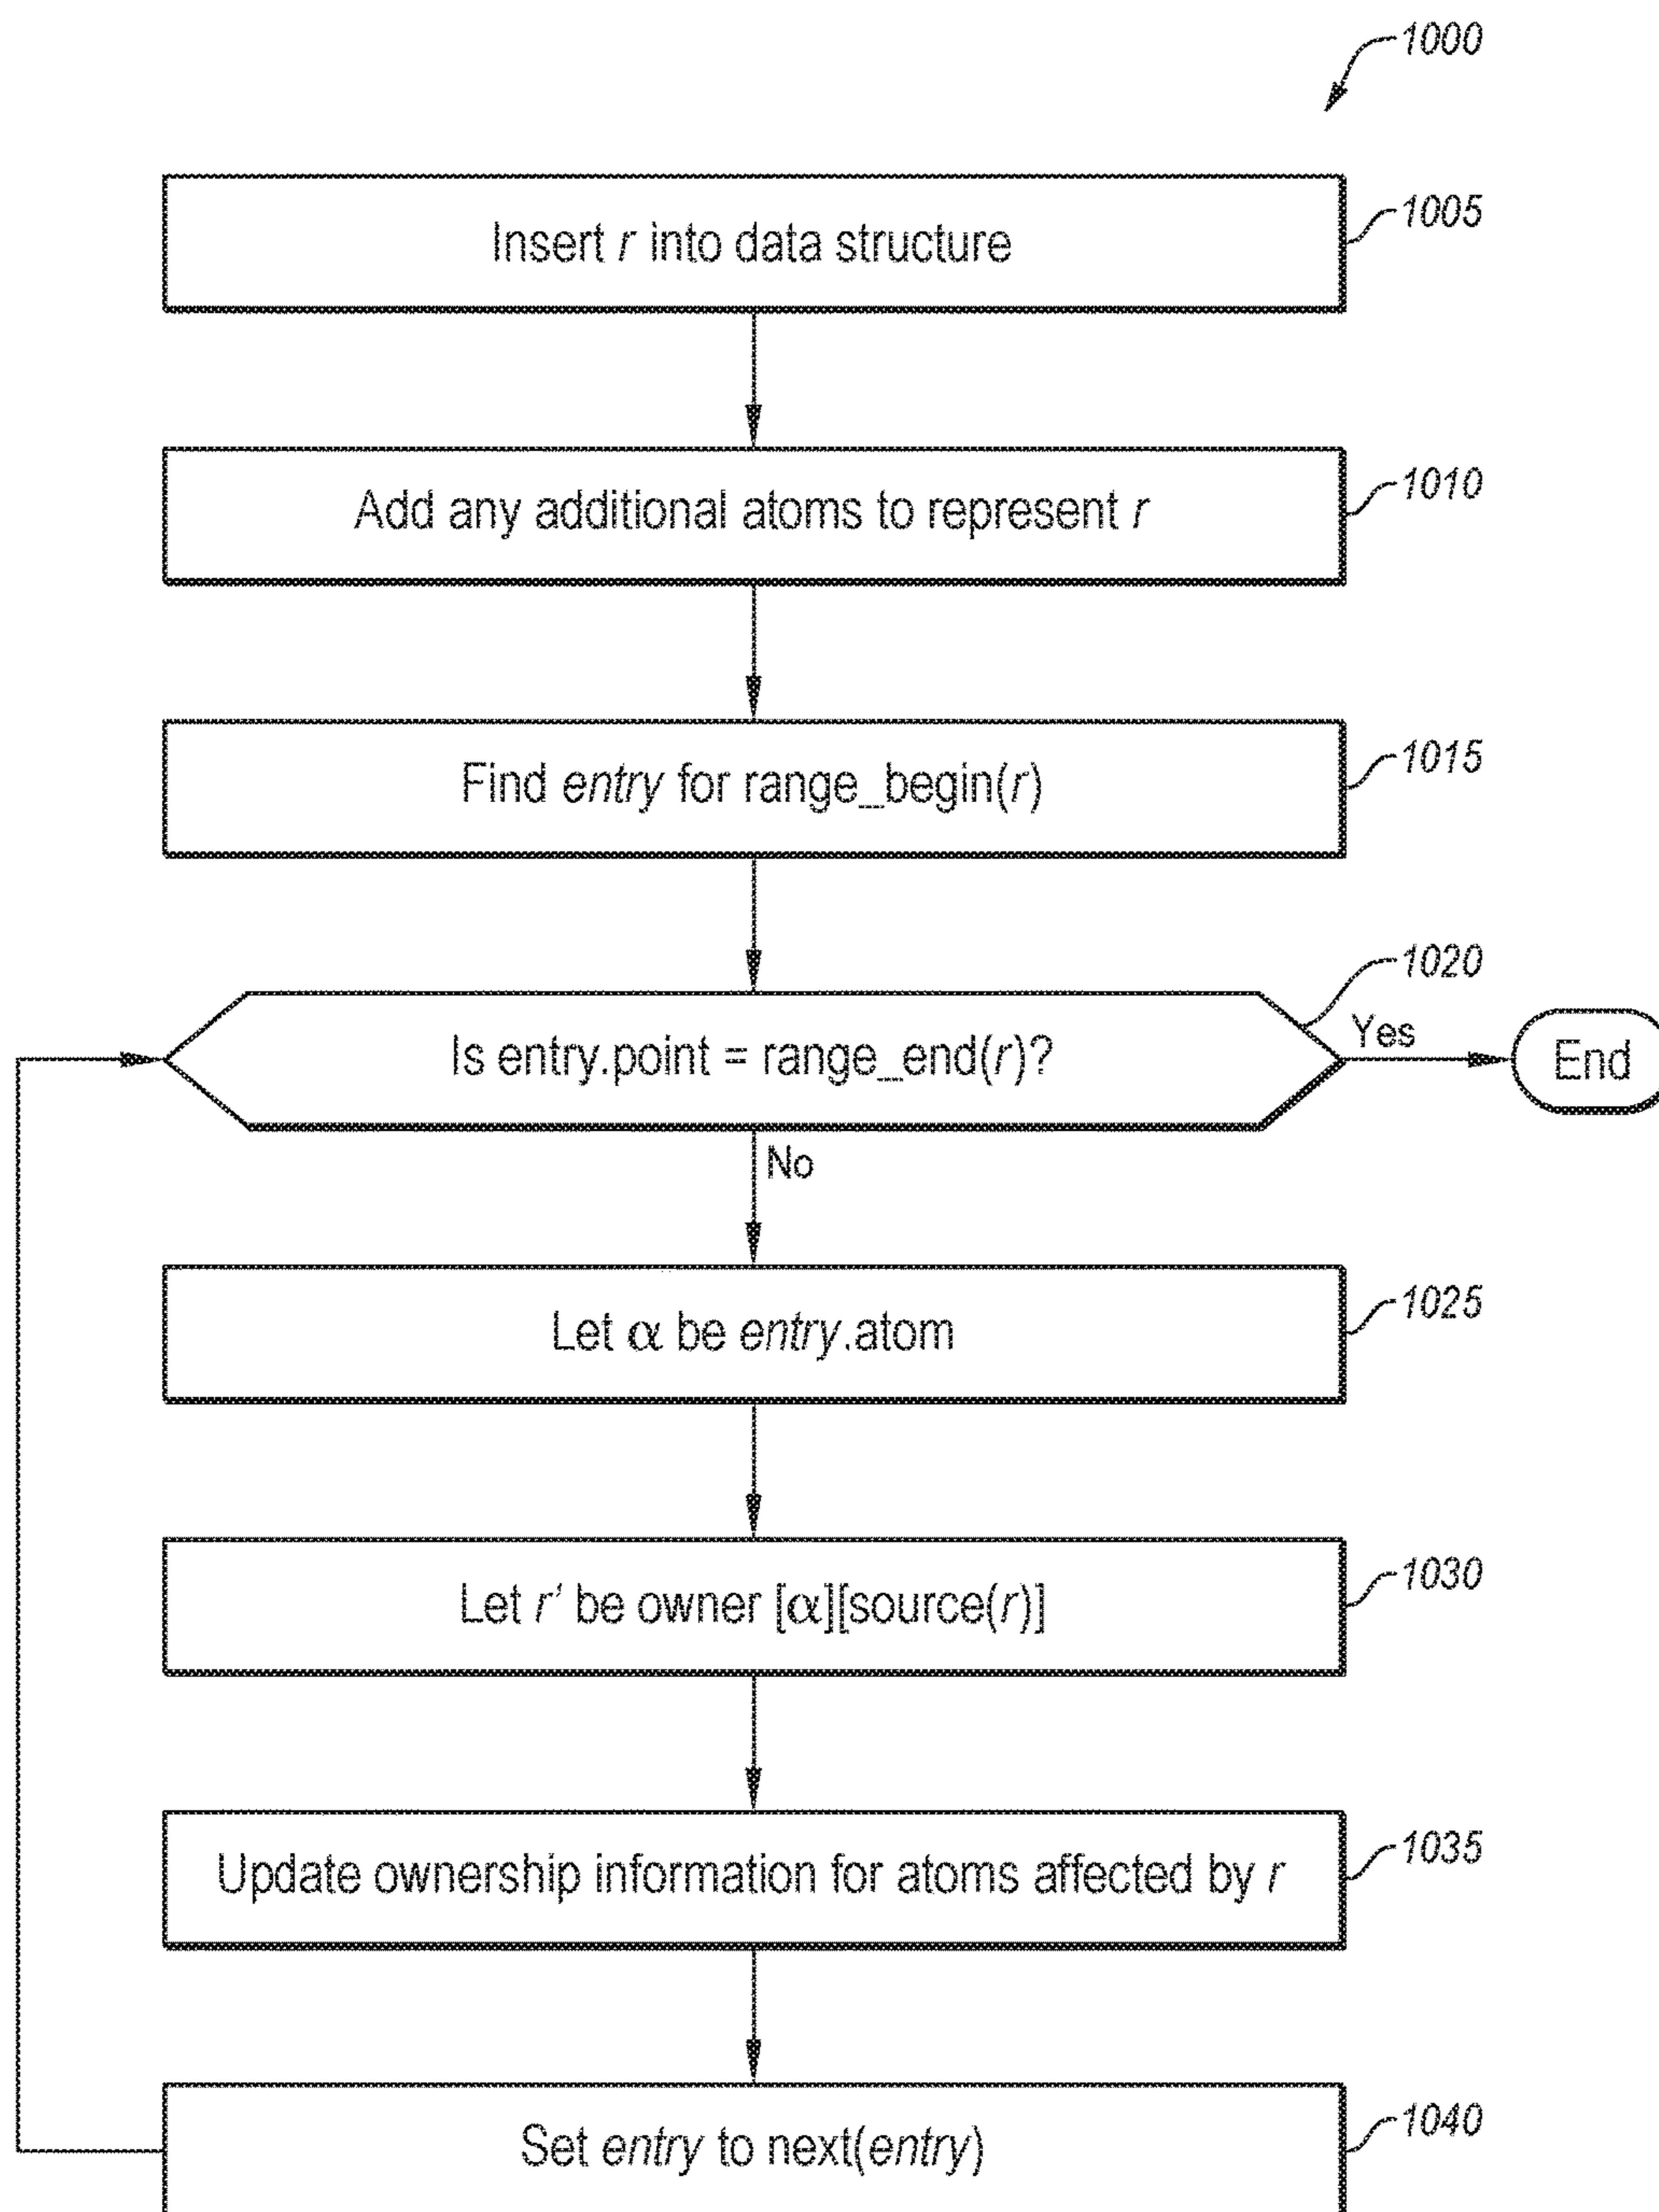 1000
Insert r into data structure
1005
Add any additional atoms to represent r
1010
Find entry for range_begin(r)
1015
1020
Is entry.point = range_end(r)?
Yes
End
No
Let α be entry.atom
1025
Let r' be owner [α][source(r)]
1030
Update ownership information for atoms affected by r
1035
Set entry to next(entry)
1040